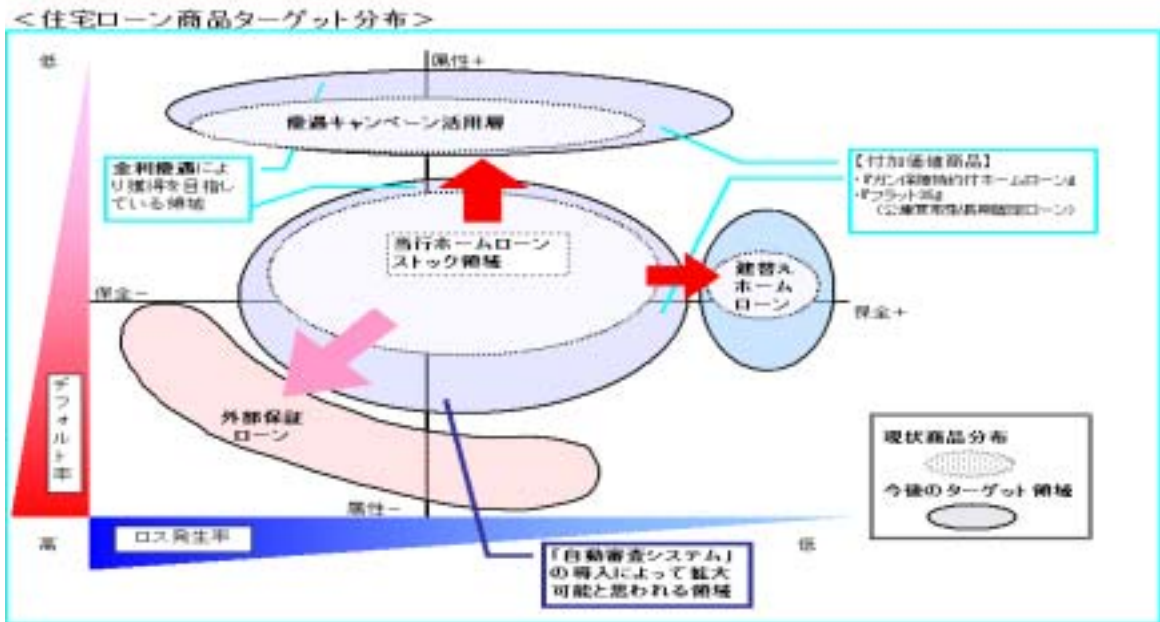 ＜住宅ローン商品ターゲット分布＞
低
属性＋
優遇キャンペーン活用層
金利優遇によ
り獲得を目指し
ている領域
【付加価値商品】
・『ガン保障特約付ホームローン』
・『フラット35』
（公庫買取型長期固定ローン）
当行ホームローン
ストック領域
建替え
ホーム
ローン
保全－
保全＋
デフォルト率
外部保証
ローン
現状商品分布
今後のターゲット領域
属性－
高
ロス発生率
低
「自動審査システム」
の導入によって拡大
可能と思われる領域